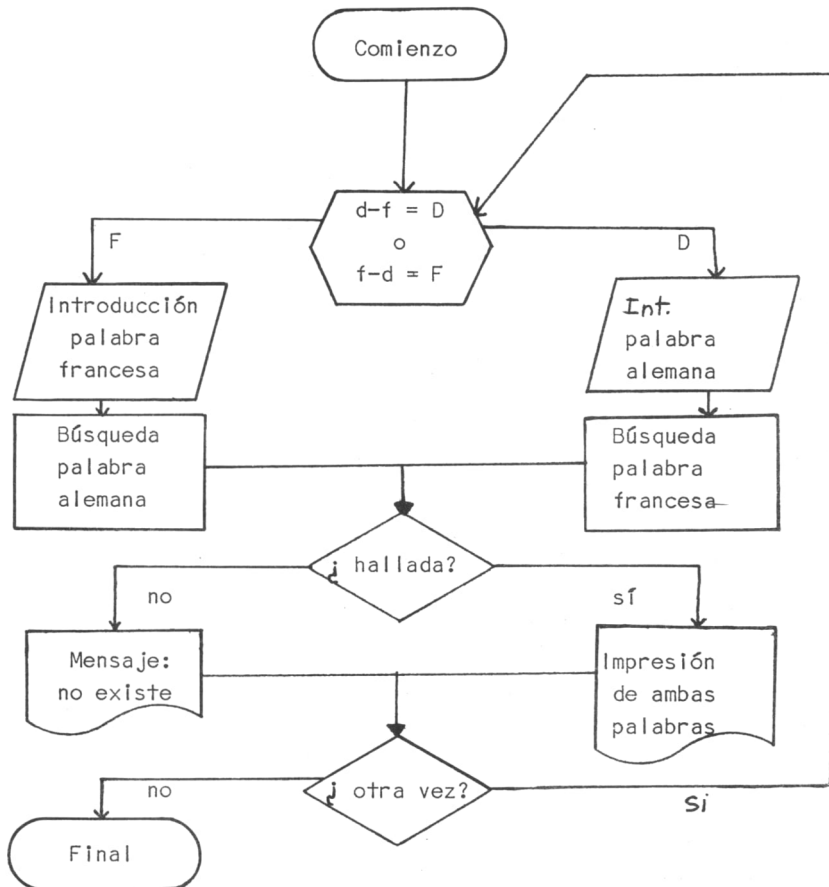 Comienzo
d-f = D
o
f-d = F
F
D
Introducción
palabra
francesa
Int.
palabra
alemana
Búsqueda
palabra
alemana
Búsqueda
palabra
francesa
¿ hallada?
no
sí
Mensaje:
no existe
Impresión
de ambas
palabras
¿ otra vez?
no
Si
Final